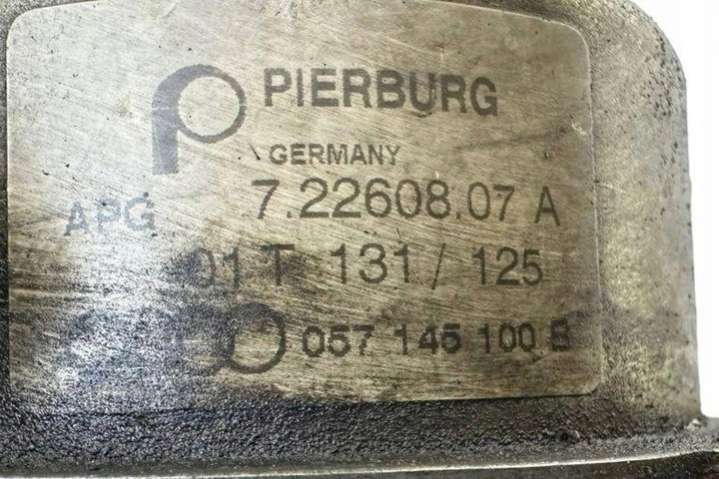 PIERBURG
GERMANY
APG 7.22608.07 A
01 T 131 / 125
057 145 100 B